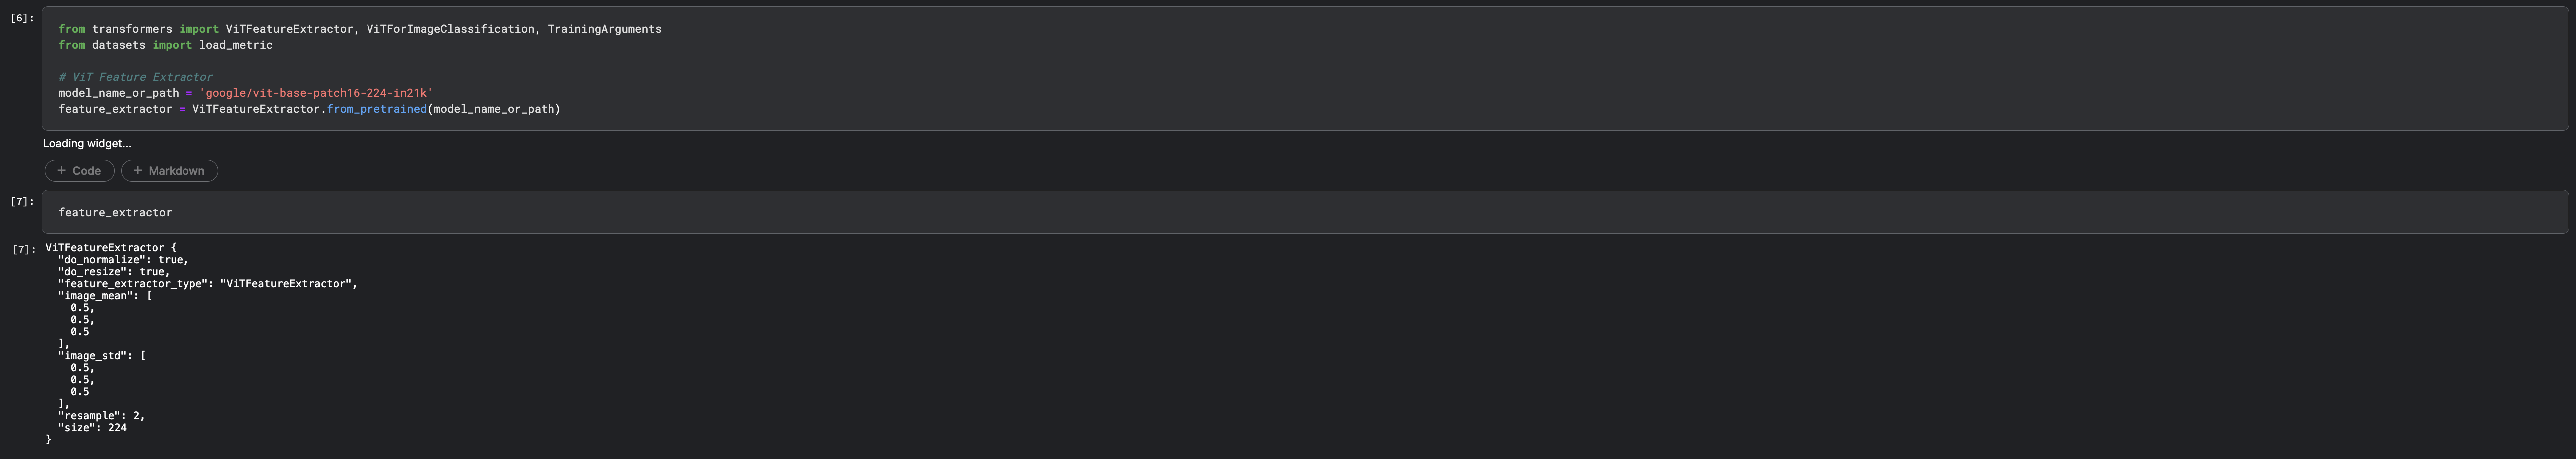 [6]:
from transformers import ViTFeatureExtractor, ViTForImageClassification, TrainingArguments
from datasets import load_metric
# ViT Feature Extractor
model_name_or_path = 'google/vit-base-patch16-224-in21k'
feature_extractor = ViTFeatureExtractor.from_pretrained(model_name_or_path)
Loading widget...
+ Code + Markdown
[7]:
feature_extractor
[7]: ViTFeatureExtractor {
"do_normalize": true,
"do_resize": true,
"feature_extractor_type": "ViTFeatureExtractor",
"image_mean": [
0.5,
0.5,
0.5
],
"image_std": [
0.5,
0.5,
0.5
],
"resample": 2,
"size": 224
}